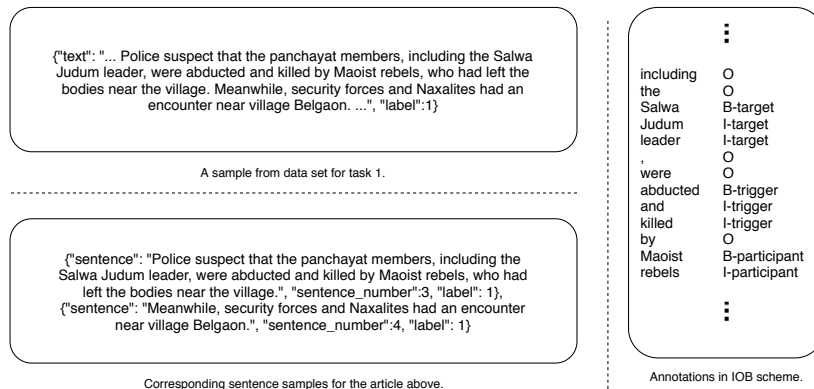 {"text": "... Police suspect that the panchayat members, including the Salwa
Judum leader, were abducted and killed by Maoist rebels, who had left the
bodies near the village. Meanwhile, security forces and Naxalites had an
encounter near village Belgaon. ...", "label":1}
A sample from data set for task 1.
{"sentence": "Police suspect that the panchayat members, including the
Salwa Judum leader, were abducted and killed by Maoist rebels, who had
left the bodies near the village.", "sentence_number":3, "label": 1},
{"sentence": "Meanwhile, security forces and Naxalites had an encounter
near village Belgaon.", "sentence_number":4, "label": 1}
Corresponding sentence samples for the article above.
including O
the O
Salwa B-target
Judum I-target
leader I-target
, O
were O
abducted B-trigger
and I-trigger
killed I-trigger
by O
Maoist B-participant
rebels I-participant
Annotations in IOB scheme.